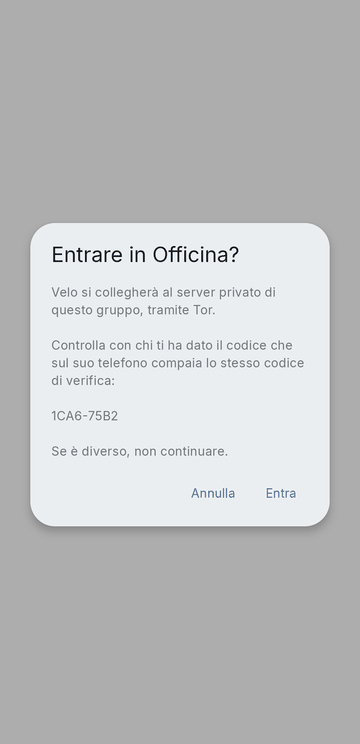 Entrare in Officina?
Velo si collegherà al server privato di
questo gruppo, tramite Tor.
Controlla con chi ti ha dato il codice che
sul suo telefono compaia lo stesso codice
di verifica:
1CA6-75B2
Se è diverso, non continuare.
Annulla
Entra